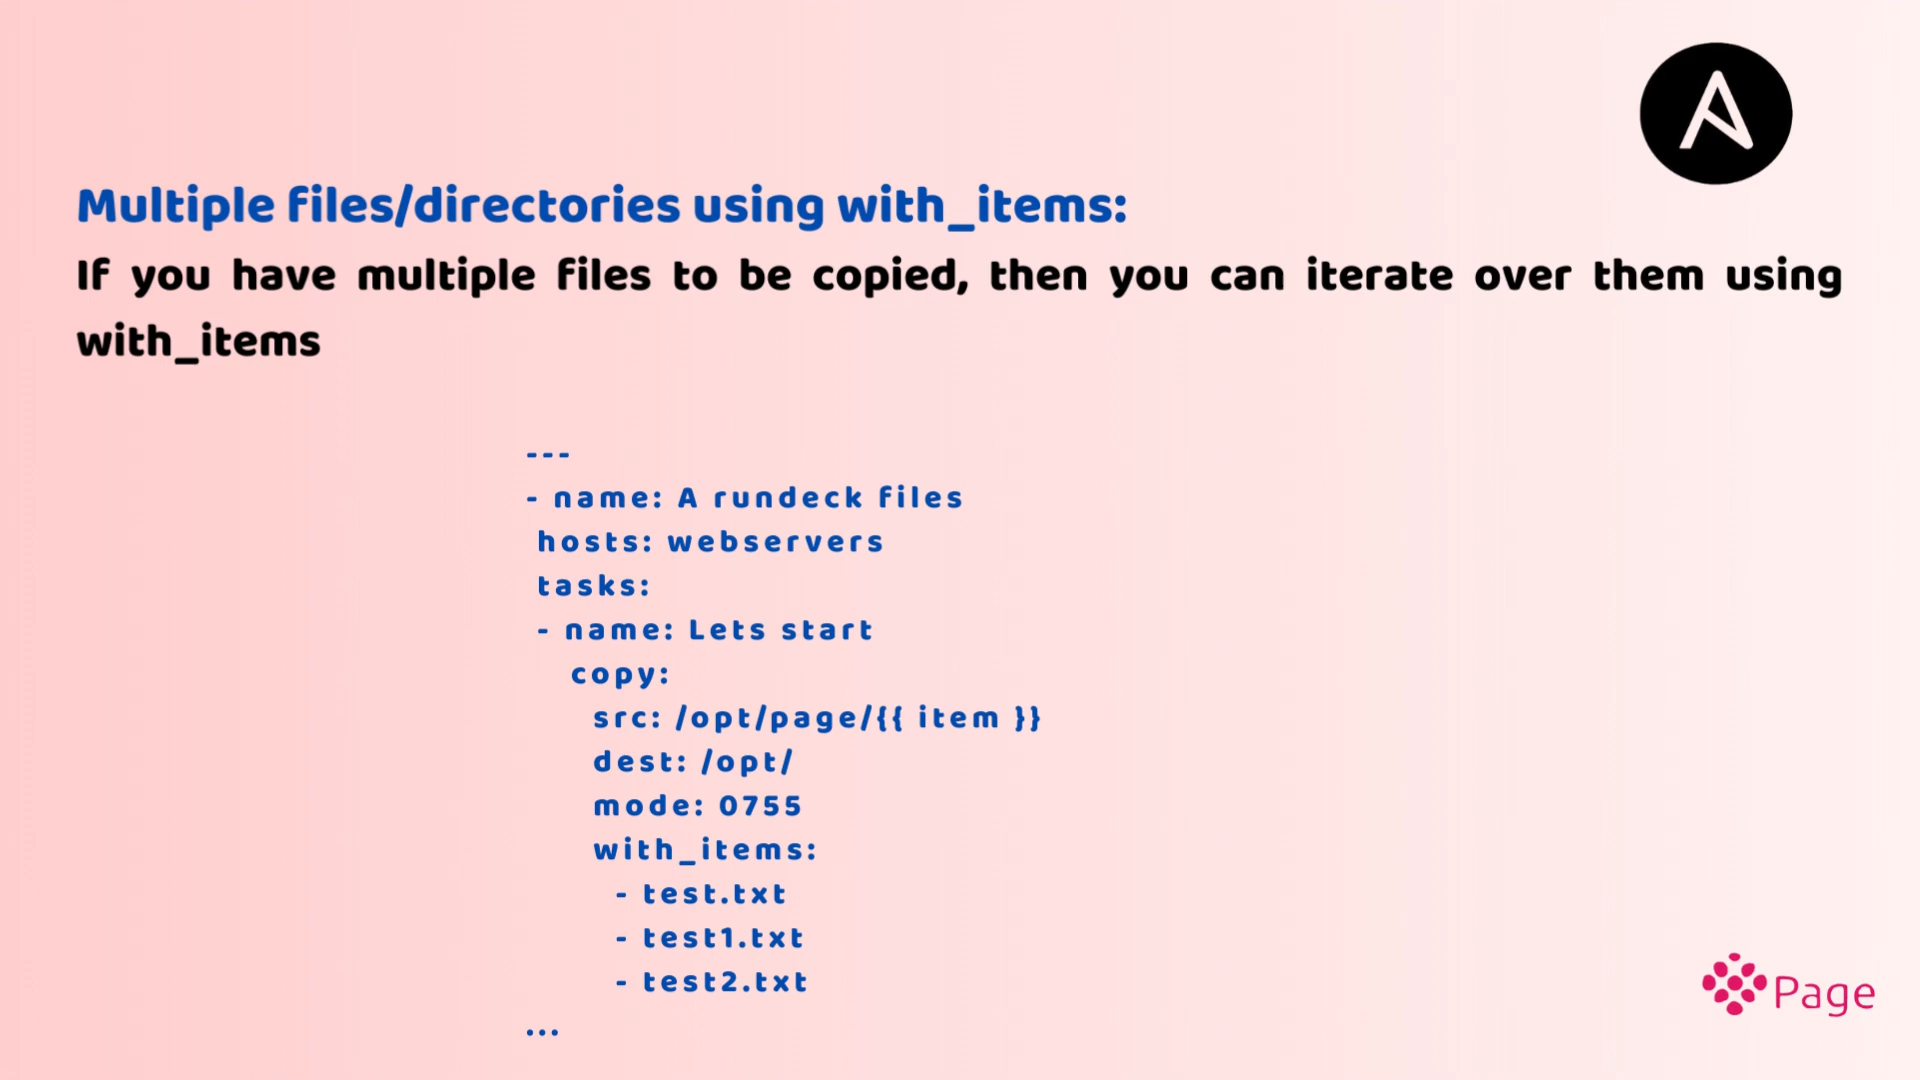 Multiple files/directories using with_items:
If you have multiple files to be copied, then you can iterate over them using
with_items
---
- name: A rundeck files
hosts: webservers
tasks:
- name: Lets start
copy:
src: /opt/page/{{ item }}
dest: /opt/
mode: 0755
with_items:
- test.txt
- test1.txt
- test2.txt
...
Page